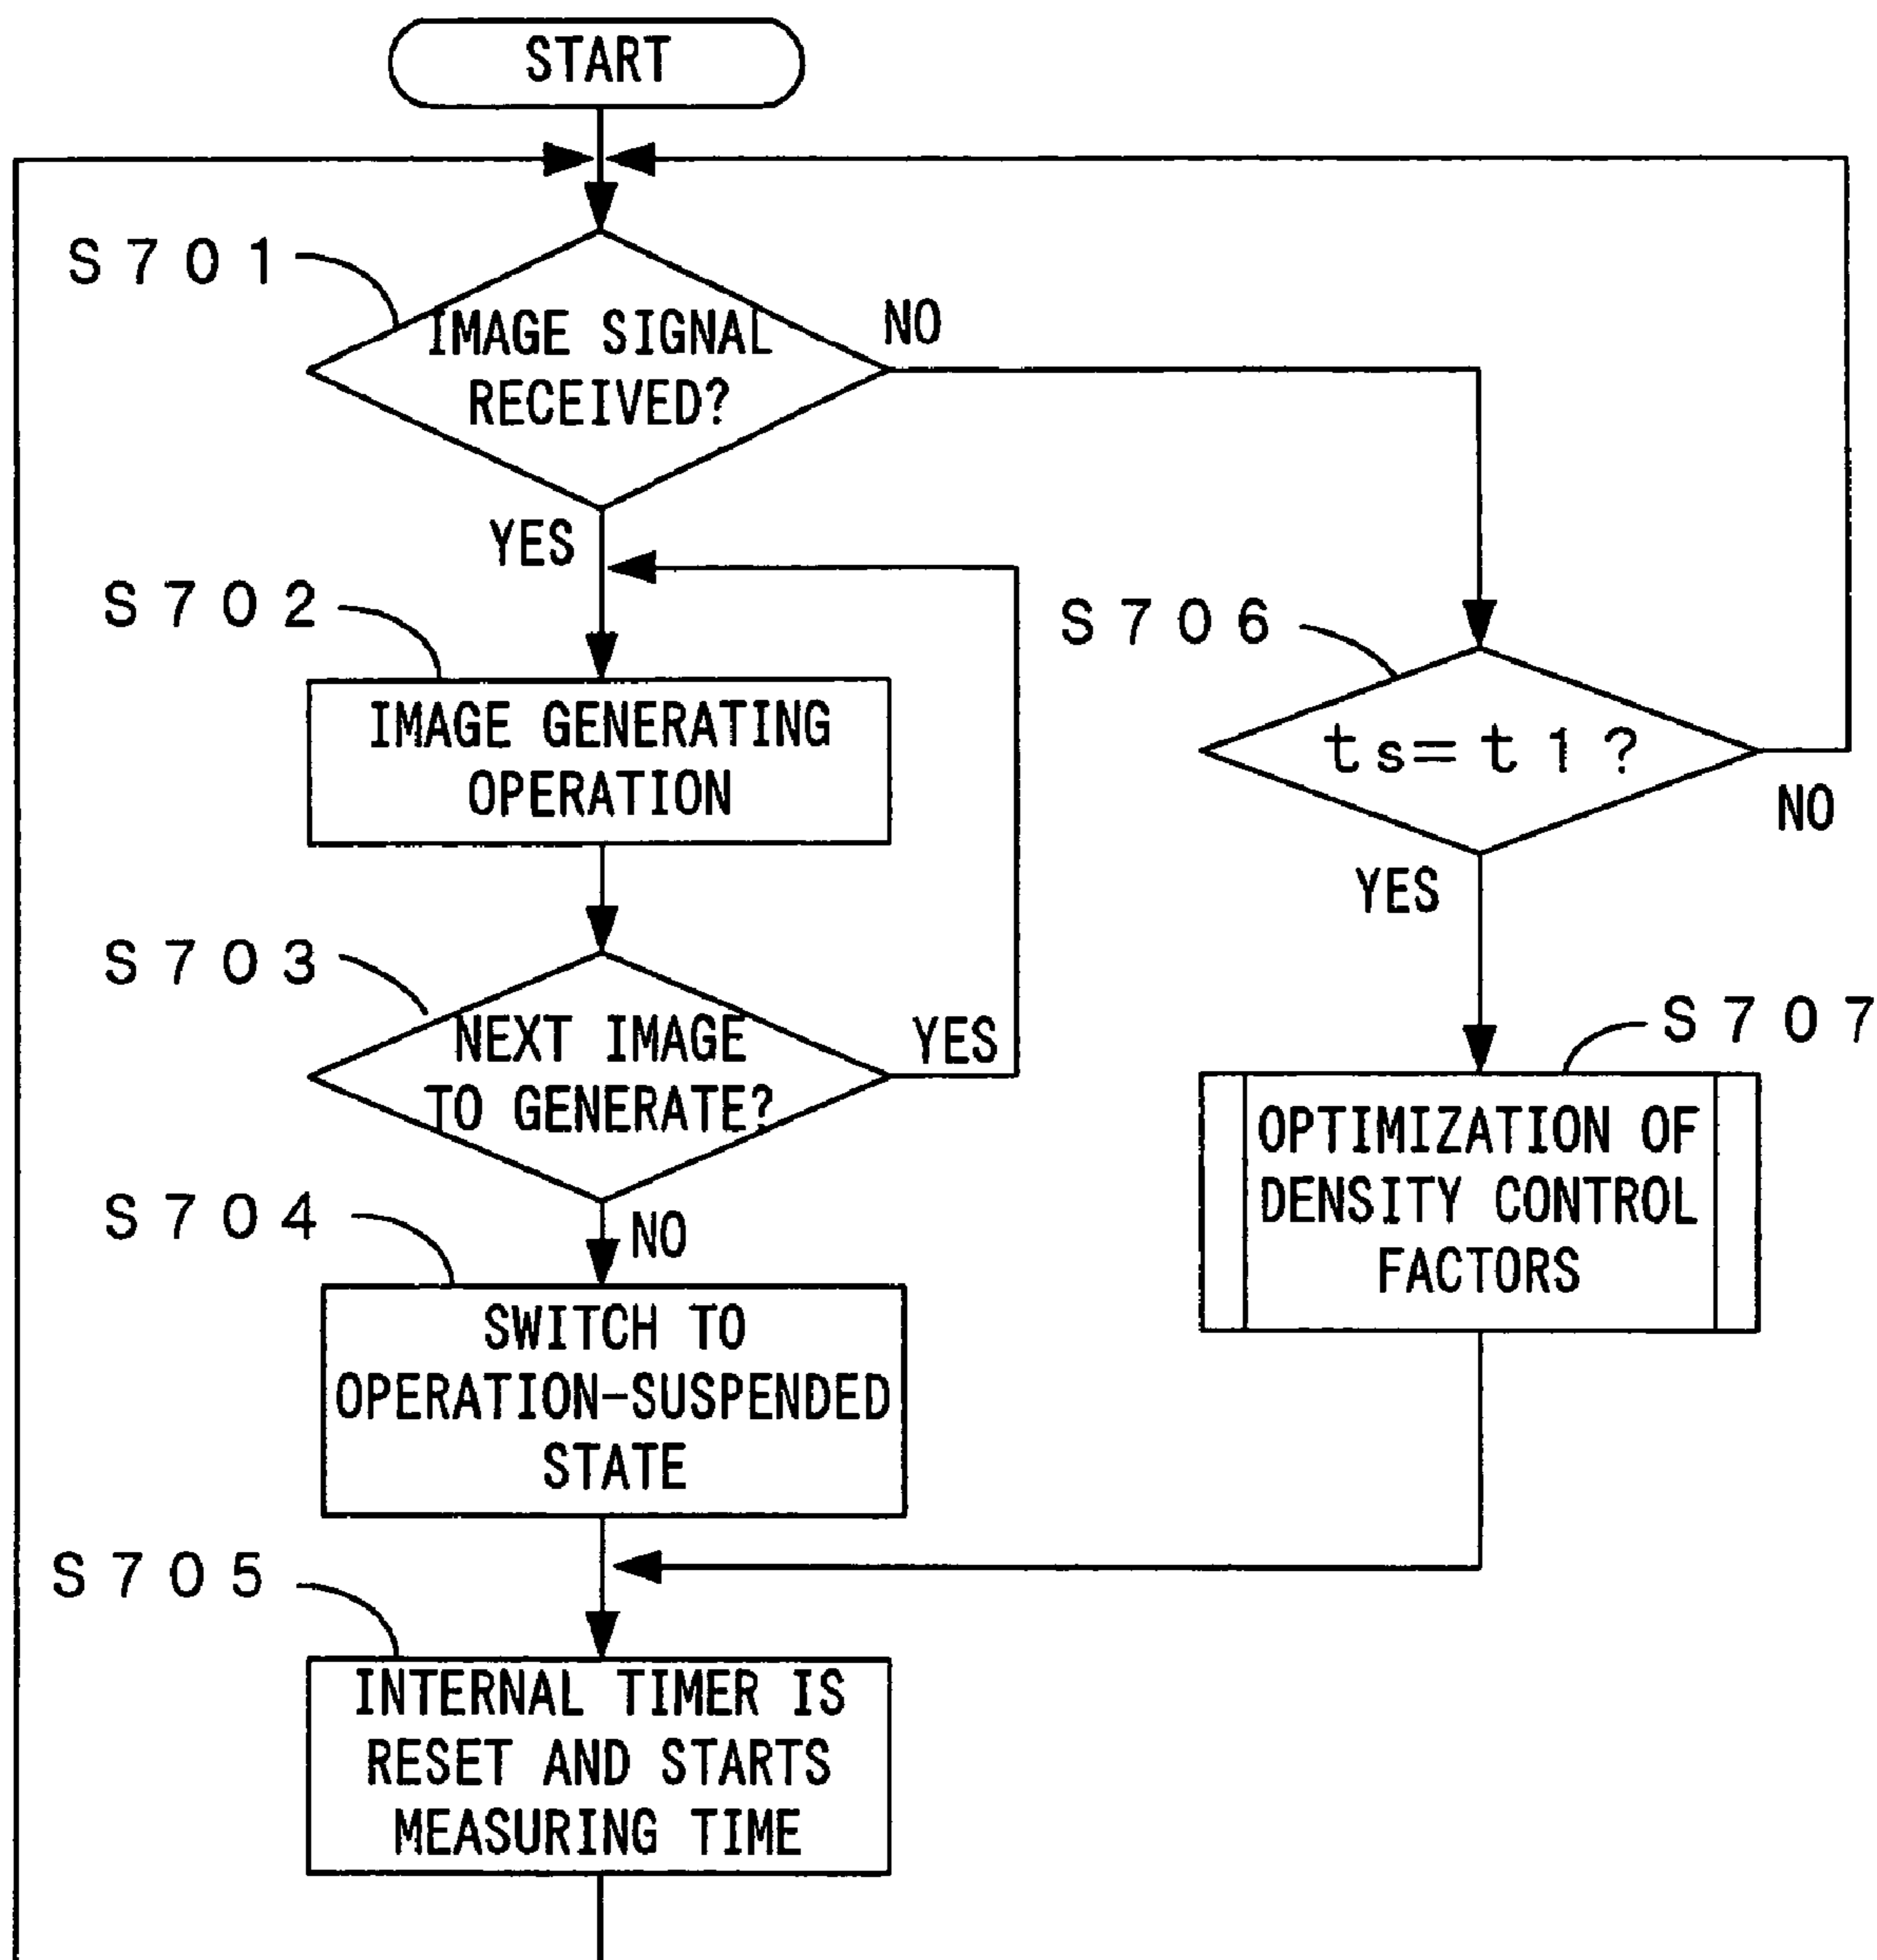 START
S701
IMAGE SIGNAL
RECEIVED?
NO
YES
S702
IMAGE GENERATING
OPERATION
S706
ts=t1?
NO
YES
S703
NEXT IMAGE
TO GENERATE?
YES
S707
OPTIMIZATION OF
DENSITY CONTROL
FACTORS
S704
NO
SWITCH TO
OPERATION-SUSPENDED
STATE
S705
INTERNAL TIMER IS
RESET AND STARTS
MEASURING TIME